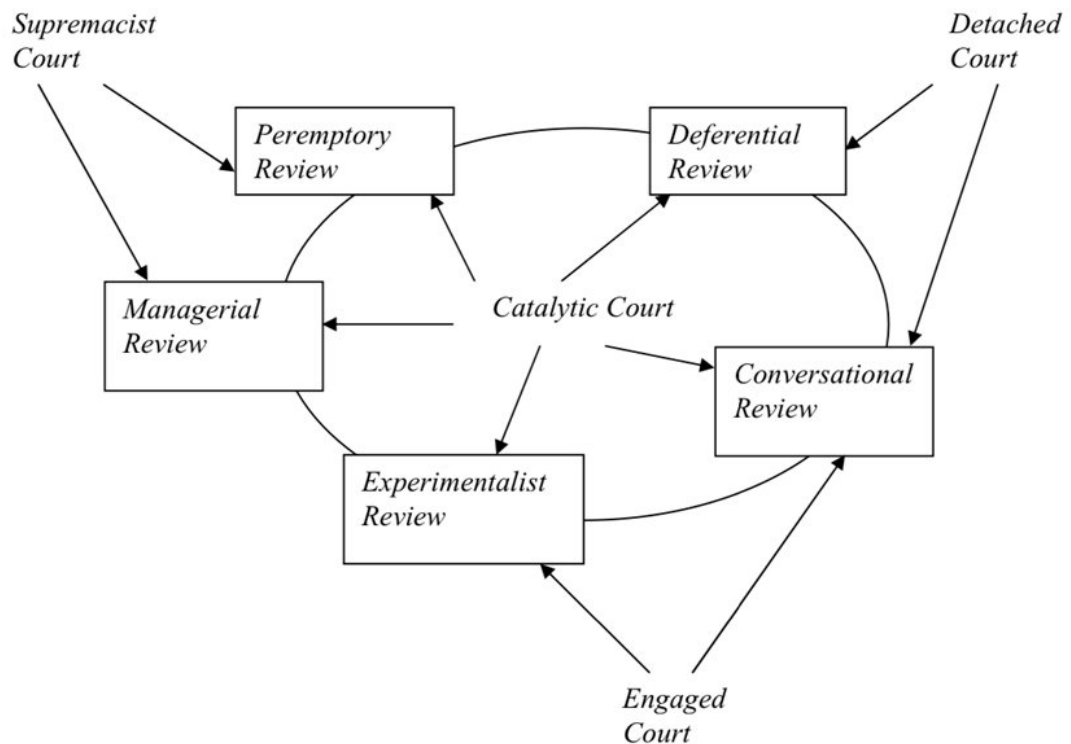 Supremacist
Court
Detached
Court
Peremptory
Review
Deferential
Review
Managerial
Review
Catalytic Court
Conversational
Review
Experimentalist
Review
Engaged
Court